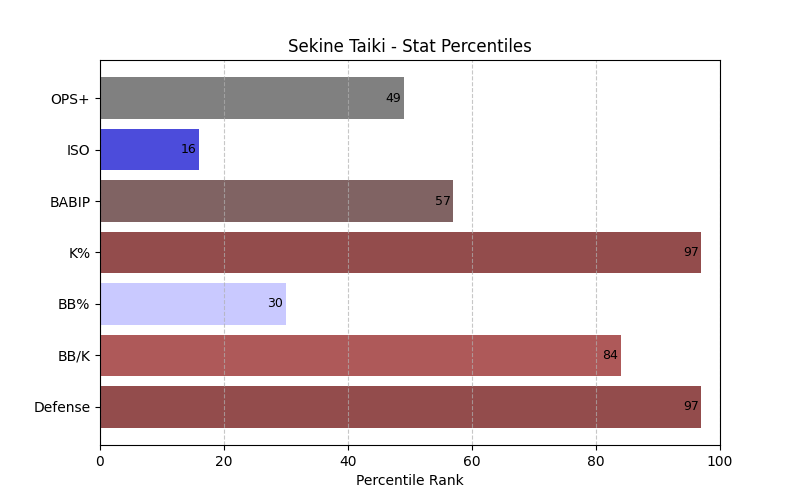 Sekine Taiki - Stat Percentiles
OPS+ 49
ISO 16
BABIP 57
K% 97
BB% 30
BB/K 84
Defense 97
0 20 40 60 80 100
Percentile Rank